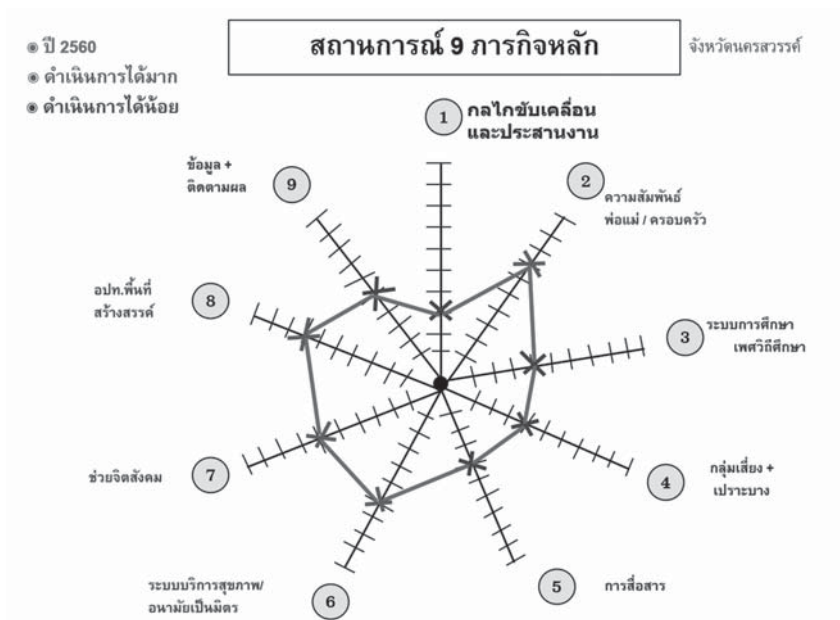 ◉ ปี 2560
◉ ดำเนินการได้มาก
◉ ดำเนินการได้น้อย
สถานการณ์ 9 ภารกิจหลัก
จังหวัดนครสวรรค์
1
กลไกขับเคลื่อน
และประสานงาน
2
ความสัมพันธ์
พ่อแม่ / ครอบครัว
3
ระบบการศึกษา
เพศวิถีศึกษา
4
กลุ่มเสี่ยง +
เปราะบาง
5
การสื่อสาร
6
ระบบบริการสุขภาพ/
อนามัยเป็นมิตร
7
ช่วยจิตสังคม
8
อปท.พื้นที่
สร้างสรรค์
9
ข้อมูล +
ติดตามผล